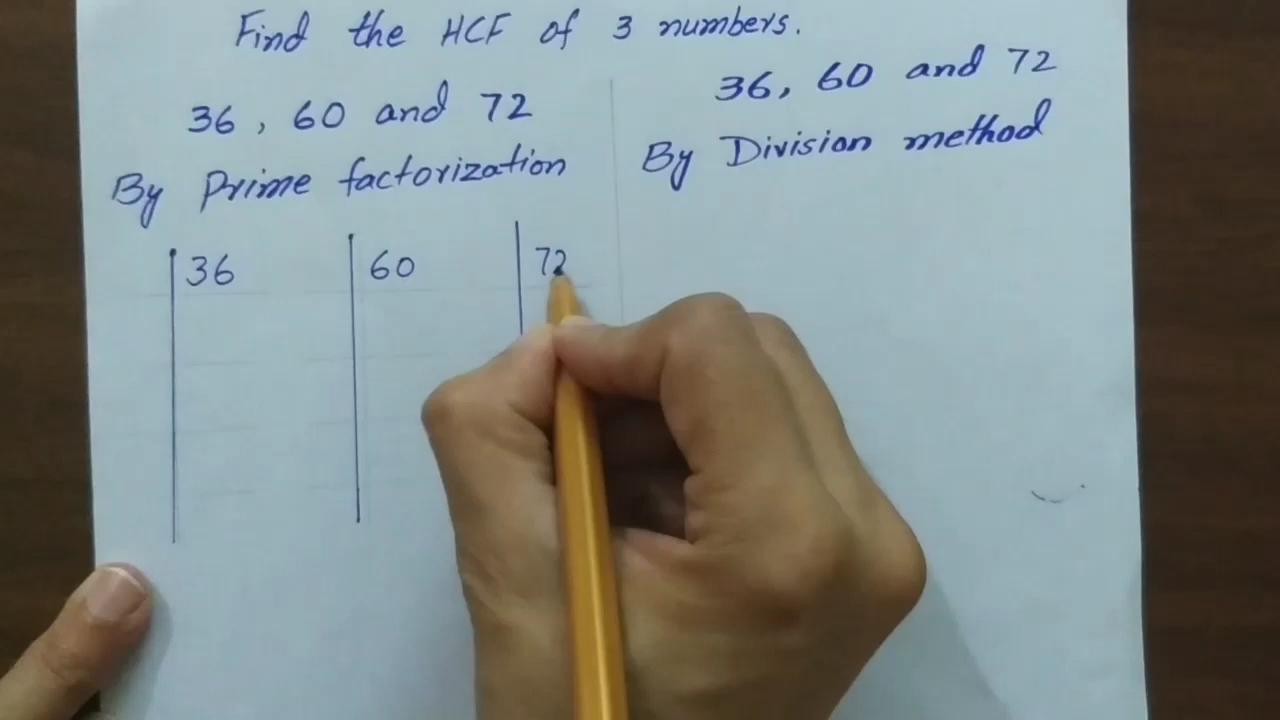 Find the HCF of 3 numbers.
36, 60 and 72
By Prime factorization
36
60
72
36, 60 and 72
By Division method